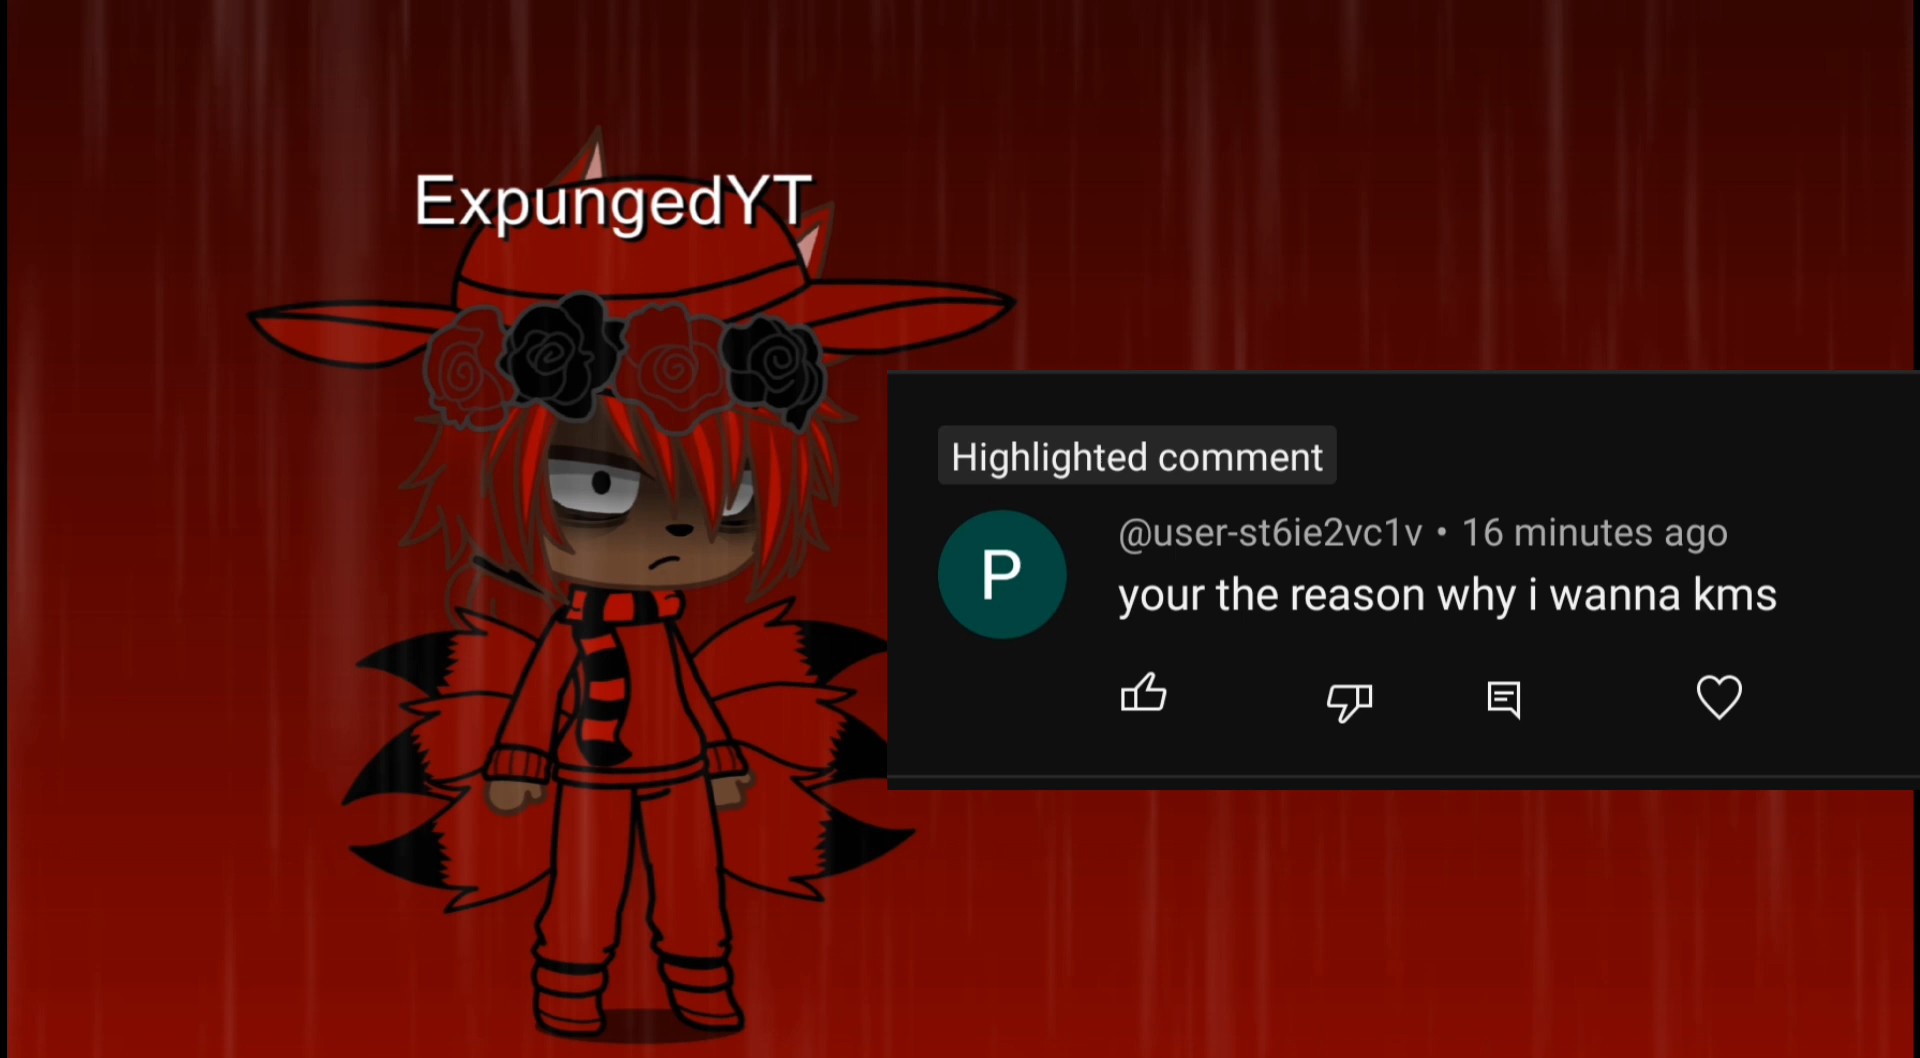 ExpungedYT
Highlighted comment
P
@user-st6ie2vc1v • 16 minutes ago
your the reason why i wanna kms